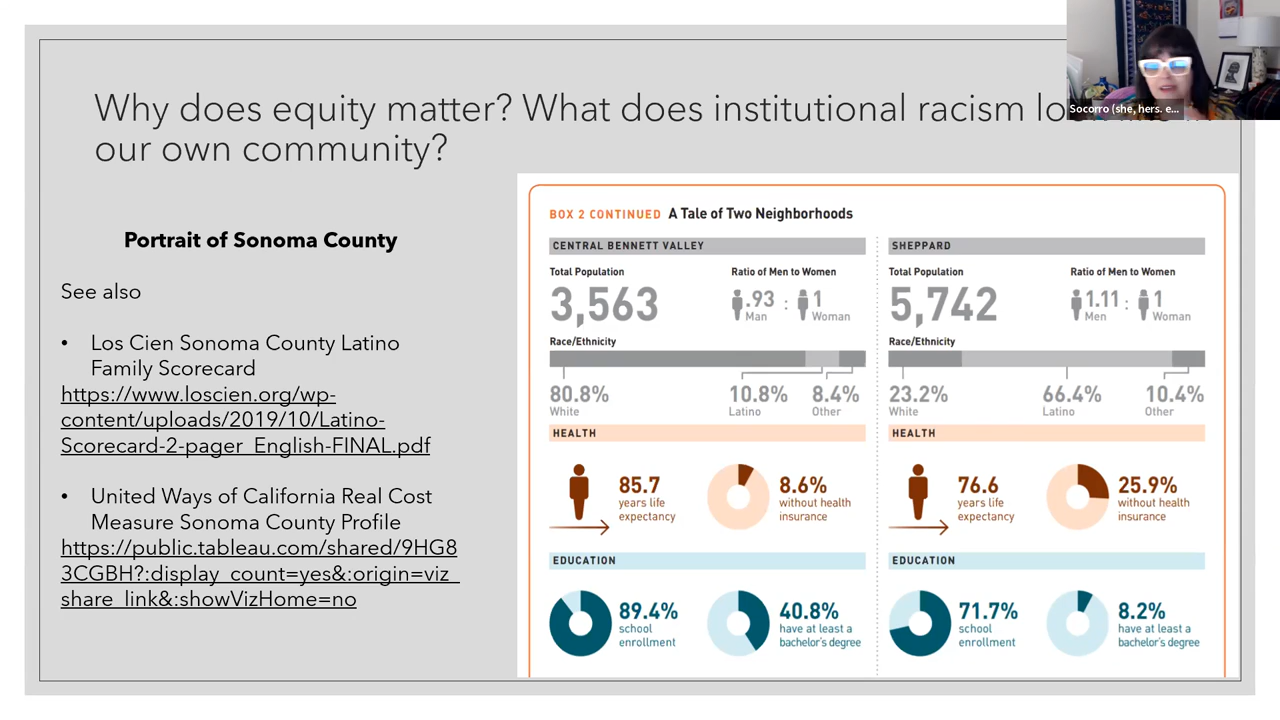 Why does equity matter? What does institutional racism
our own community?
Socorro (she, hers. e...
Portrait of Sonoma County
See also
• Los Cien Sonoma County Latino
Family Scorecard
https://www.loscien.org/wp-
content/uploads/2019/10/Latino-
Scorecard-2-pager_English-FINAL.pdf
• United Ways of California Real Cost
Measure Sonoma County Profile
https://public.tableau.com/shared/9HG8
3CGBH?:display_count=yes&:origin=viz_
share_link&:showVizHome=no
BOX 2 CONTINUED A Tale of Two Neighborhoods
CENTRAL BENNETT VALLEY
Total Population
Ratio of Men to Women
3,563
.93 : 1
Man Woman
Race/Ethnicity
80.8% 10.8% 8.4%
White Latino Other
HEALTH
85.7
years life
expectancy
8.6%
without health
insurance
EDUCATION
89.4%
school
enrollment
40.8%
have at least a
bachelor's degree
SHEPPARD
Total Population
Ratio of Men to Women
5,742
1.11 : 1
Men Woman
Race/Ethnicity
23.2% 66.4% 10.4%
White Latino Other
HEALTH
76.6
years life
expectancy
25.9%
without health
insurance
EDUCATION
71.7%
school
enrollment
8.2%
have at least a
bachelor's degree